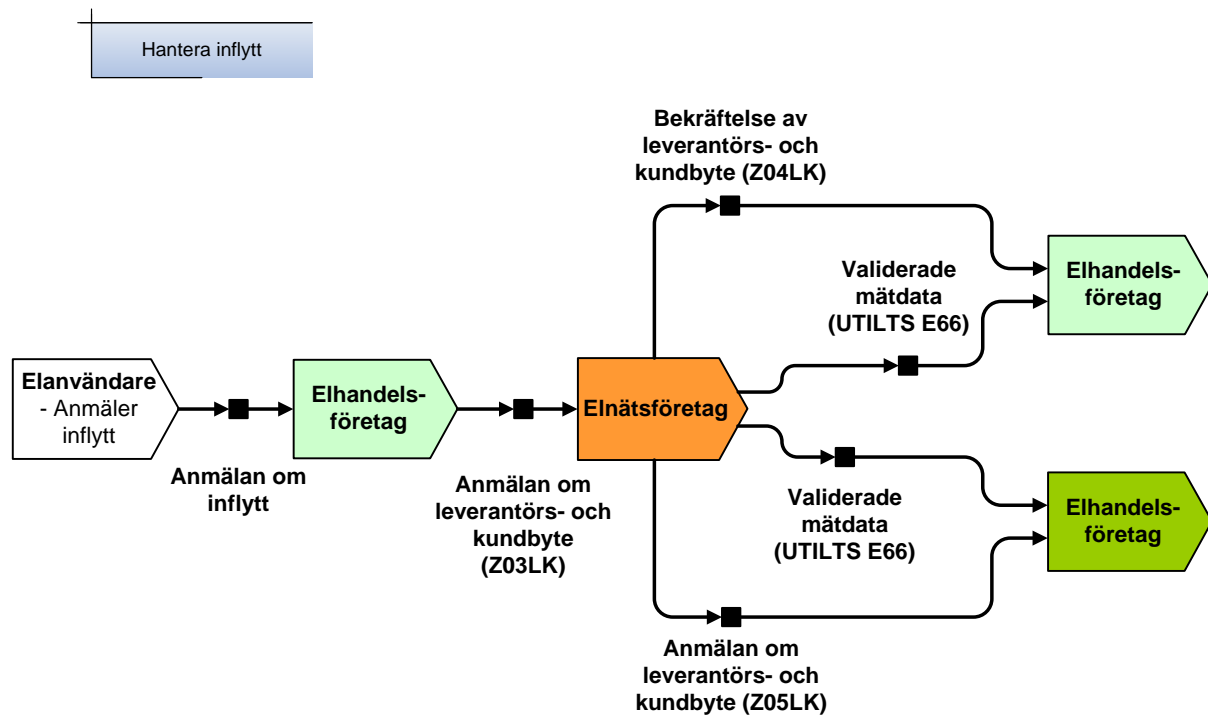 Hantera inflytt
Bekräftelse av
leverantörs- och
kundbyte (Z04LK)
Validerade
mätdata
(UTILTS E66)
Elhandels-
företag
Elanvändare
- Anmäler
inflytt
Anmälan om
inflytt
Elhandels-
företag
Anmälan om
leverantörs- och
kundbyte
(Z03LK)
Elnätsföretag
Validerade
mätdata
(UTILTS E66)
Elhandels-
företag
Anmälan om
leverantörs- och
kundbyte (Z05LK)